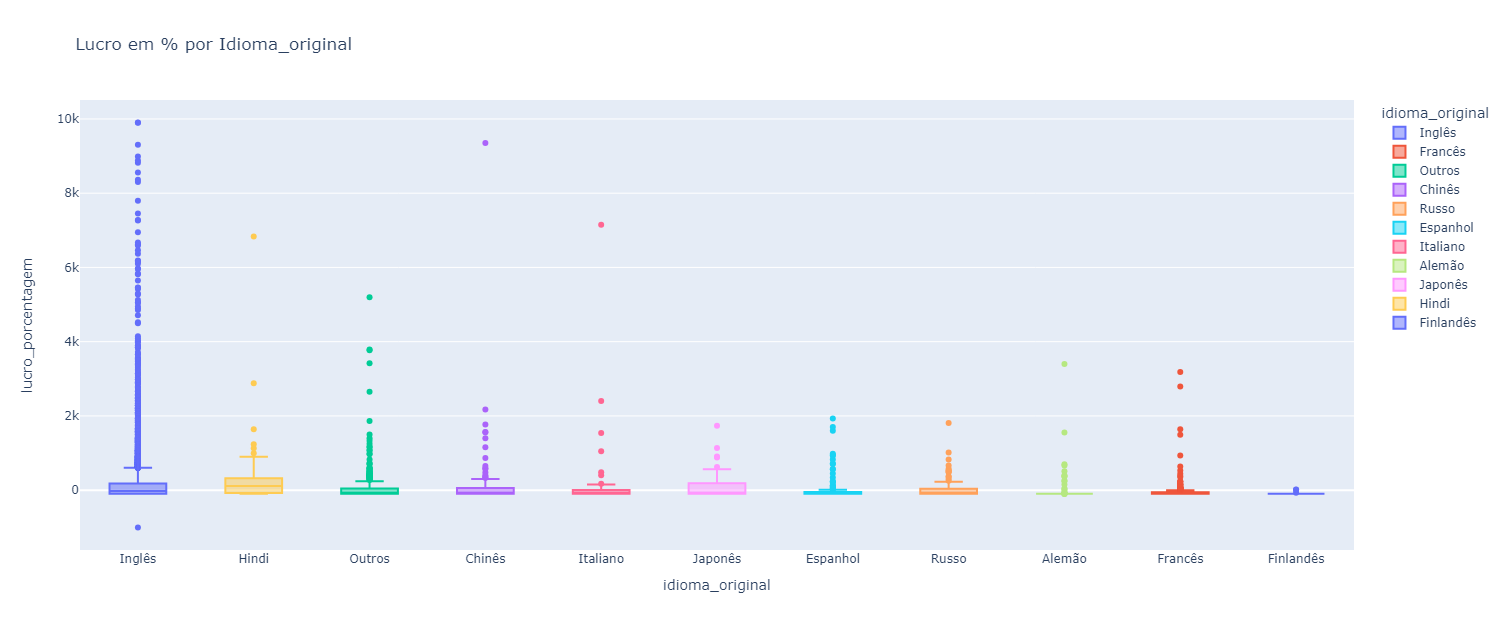 Lucro em % por Idioma_original
10k
8k
6k
4k
2k
0
lucro_porcentagem
Inglês Hindi Outros Chinês Italiano Japonês Espanhol Russo Alemão Francês Finlandês
idioma_original
idioma_original
Inglês
Francês
Outros
Chinês
Russo
Espanhol
Italiano
Alemão
Japonês
Hindi
Finlandês